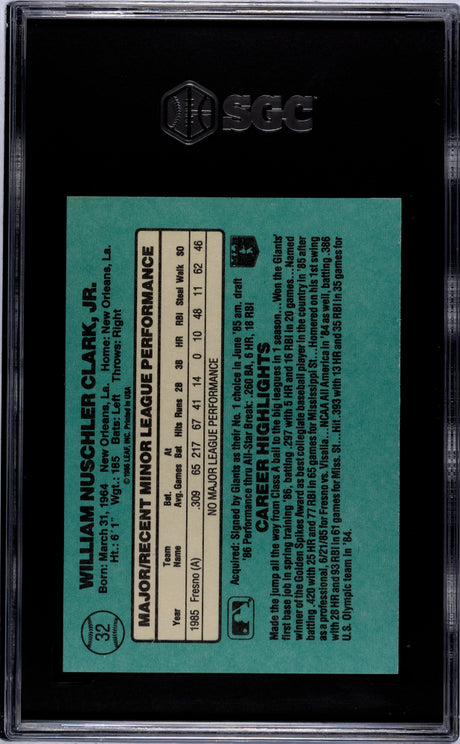 SGC
32
WILLIAM NUSCHLER CLARK, JR.
Born: March 31, 1964 New Orleans, La. Home: New Orleans, La.
Ht.: 6' 1" Wgt.: 185 Bats: Left Throws: Right
©1986 LEAF, INC. Printed in USA
MAJOR/RECENT MINOR LEAGUE PERFORMANCE
Year Team Name Bat. Avg. Games At Bat Hits Runs 2B 3B HR RBI Steal Walk SO
1985 Fresno (A) .309 65 217 67 41 14 0 10 48 11 62 46
NO MAJOR LEAGUE PERFORMANCE
Acquired: Signed by Giants as their No. 1 choice in June '85 am. draft
'86 Performance thru All-Star Break: .260 BA, 6 HR, 18 RBI
CAREER HIGHLIGHTS
Made the jump all the way from Class A ball to the big leagues in 1 season...Won the Giants'
first base job in spring training '86, batting .297 with 5 HR and 16 RBI in 20 games...Named
winner of the Golden Spikes Award as best collegiate baseball player in the country in '85 after
batting .420 with 25 HR and 77 RBI in 65 games for Mississippi St...Homered on his 1st swing
as a professional, 6/21/85 for Fresno vs. Visalia...NCAA All America in '84 as well, batting .386
with 28 HR and 93 RBI in 61 games for Miss. St...Hit .393 with 13 HR and 35 RBI in 35 games for
U.S. Olympic team in '84.